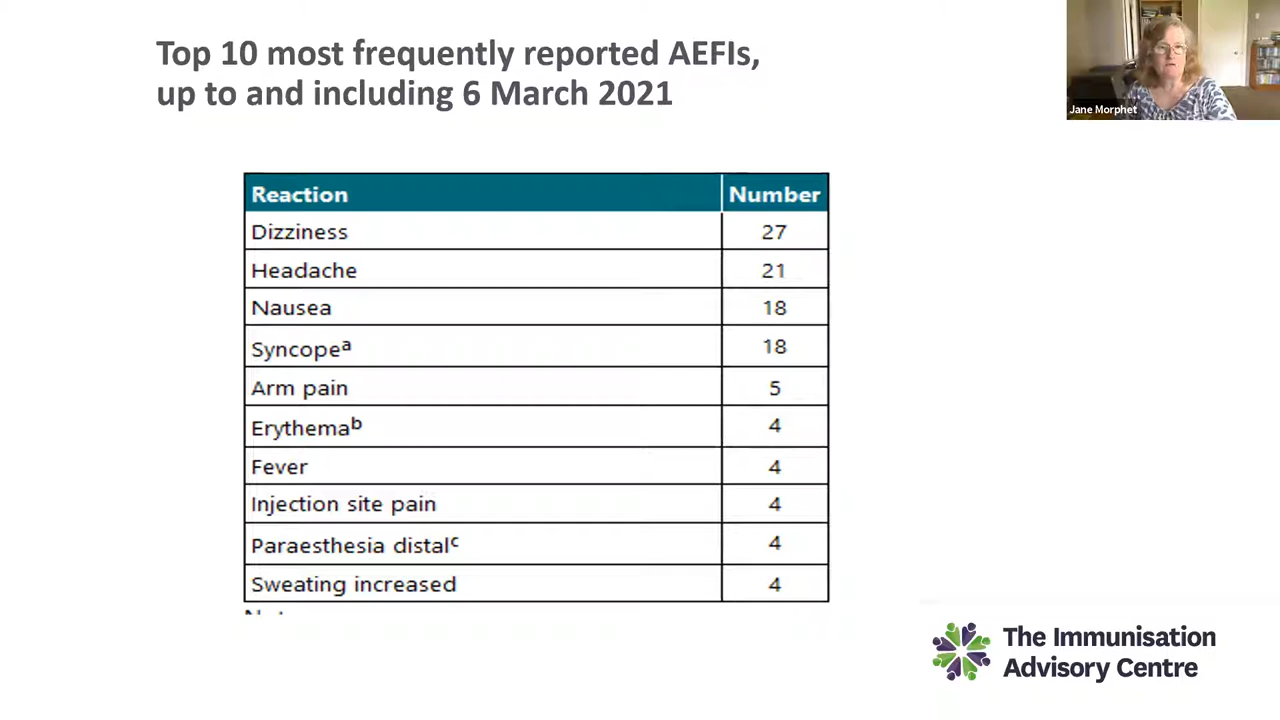 Top 10 most frequently reported AEFIs,
up to and including 6 March 2021
Jane Morphet
Reaction Number
Dizziness 27
Headache 21
Nausea 18
Syncopeᵃ 18
Arm pain 5
Erythemaᵇ 4
Fever 4
Injection site pain 4
Paraesthesia distalᶜ 4
Sweating increased 4
The Immunisation
Advisory Centre